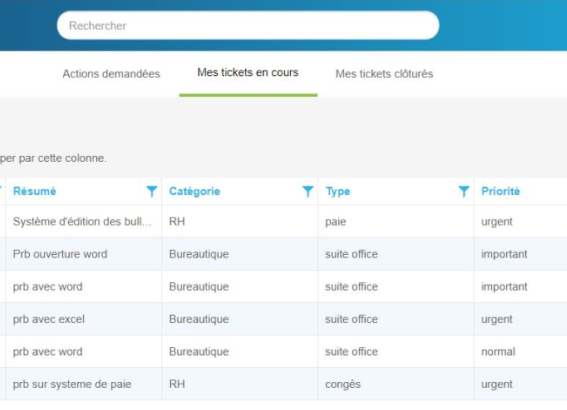 Rechercher
Actions demandées Mes tickets en cours Mes tickets clôturés
per par cette colonne.
Résumé Catégorie Type Priorité
Système d'édition des bull... RH paie urgent
Prb ouverture word Bureautique suite office important
prb avec word Bureautique suite office important
prb avec excel Bureautique suite office urgent
prb avec word Bureautique suite office normal
prb sur systeme de paie RH congés urgent